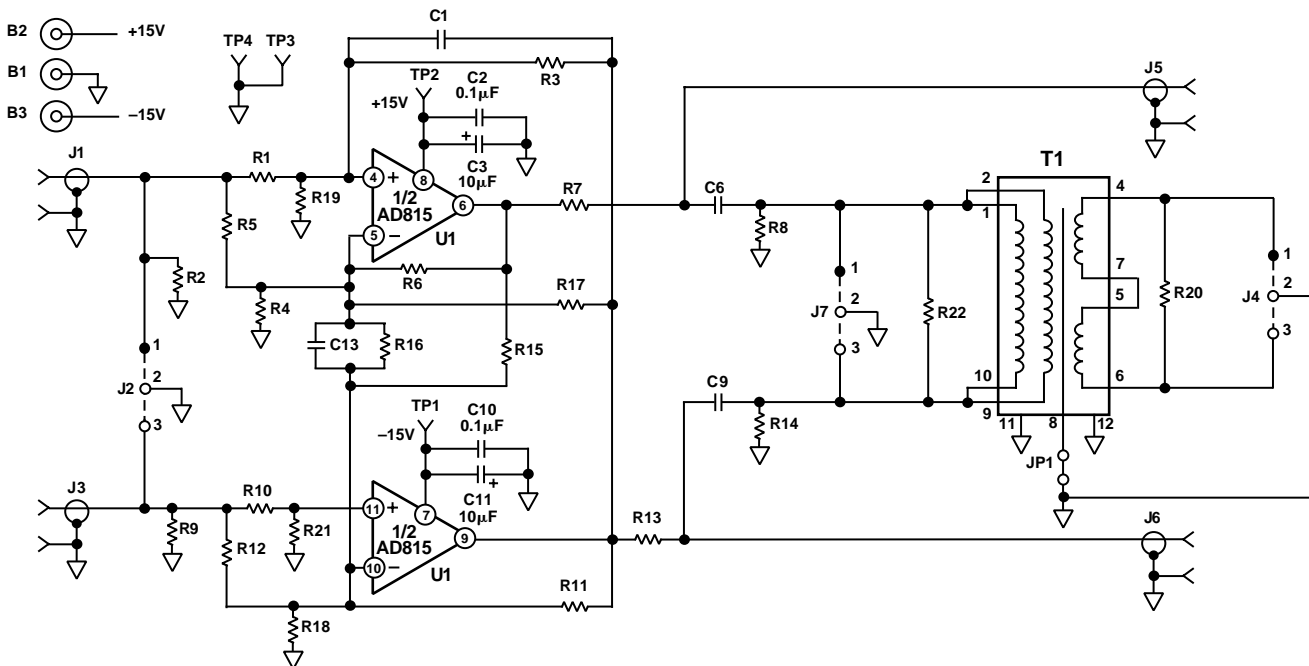 B2 +15V
B1
B3 –15V
TP4 TP3
C1
R3
TP2
+15V
C2
0.1µF
C3
10µF
J1
R1
R19
R5
4 +
8
1/2
AD815
6
5 –
U1
R7
R2
R4
R6
R17
C13
R16
R15
1
J2 2
3
TP1
–15V
C10
0.1µF
C11
10µF
J3
R9
R10
R12
R21
11 +
7
1/2
AD815
9
10 –
U1
R18
R11
R13
C6
R8
1
J7 2
3
R22
C9
R14
J5
T1
2 4
1
7
5
10 6
9
11 8 12
JP1
R20
1
J4 2
3
J6